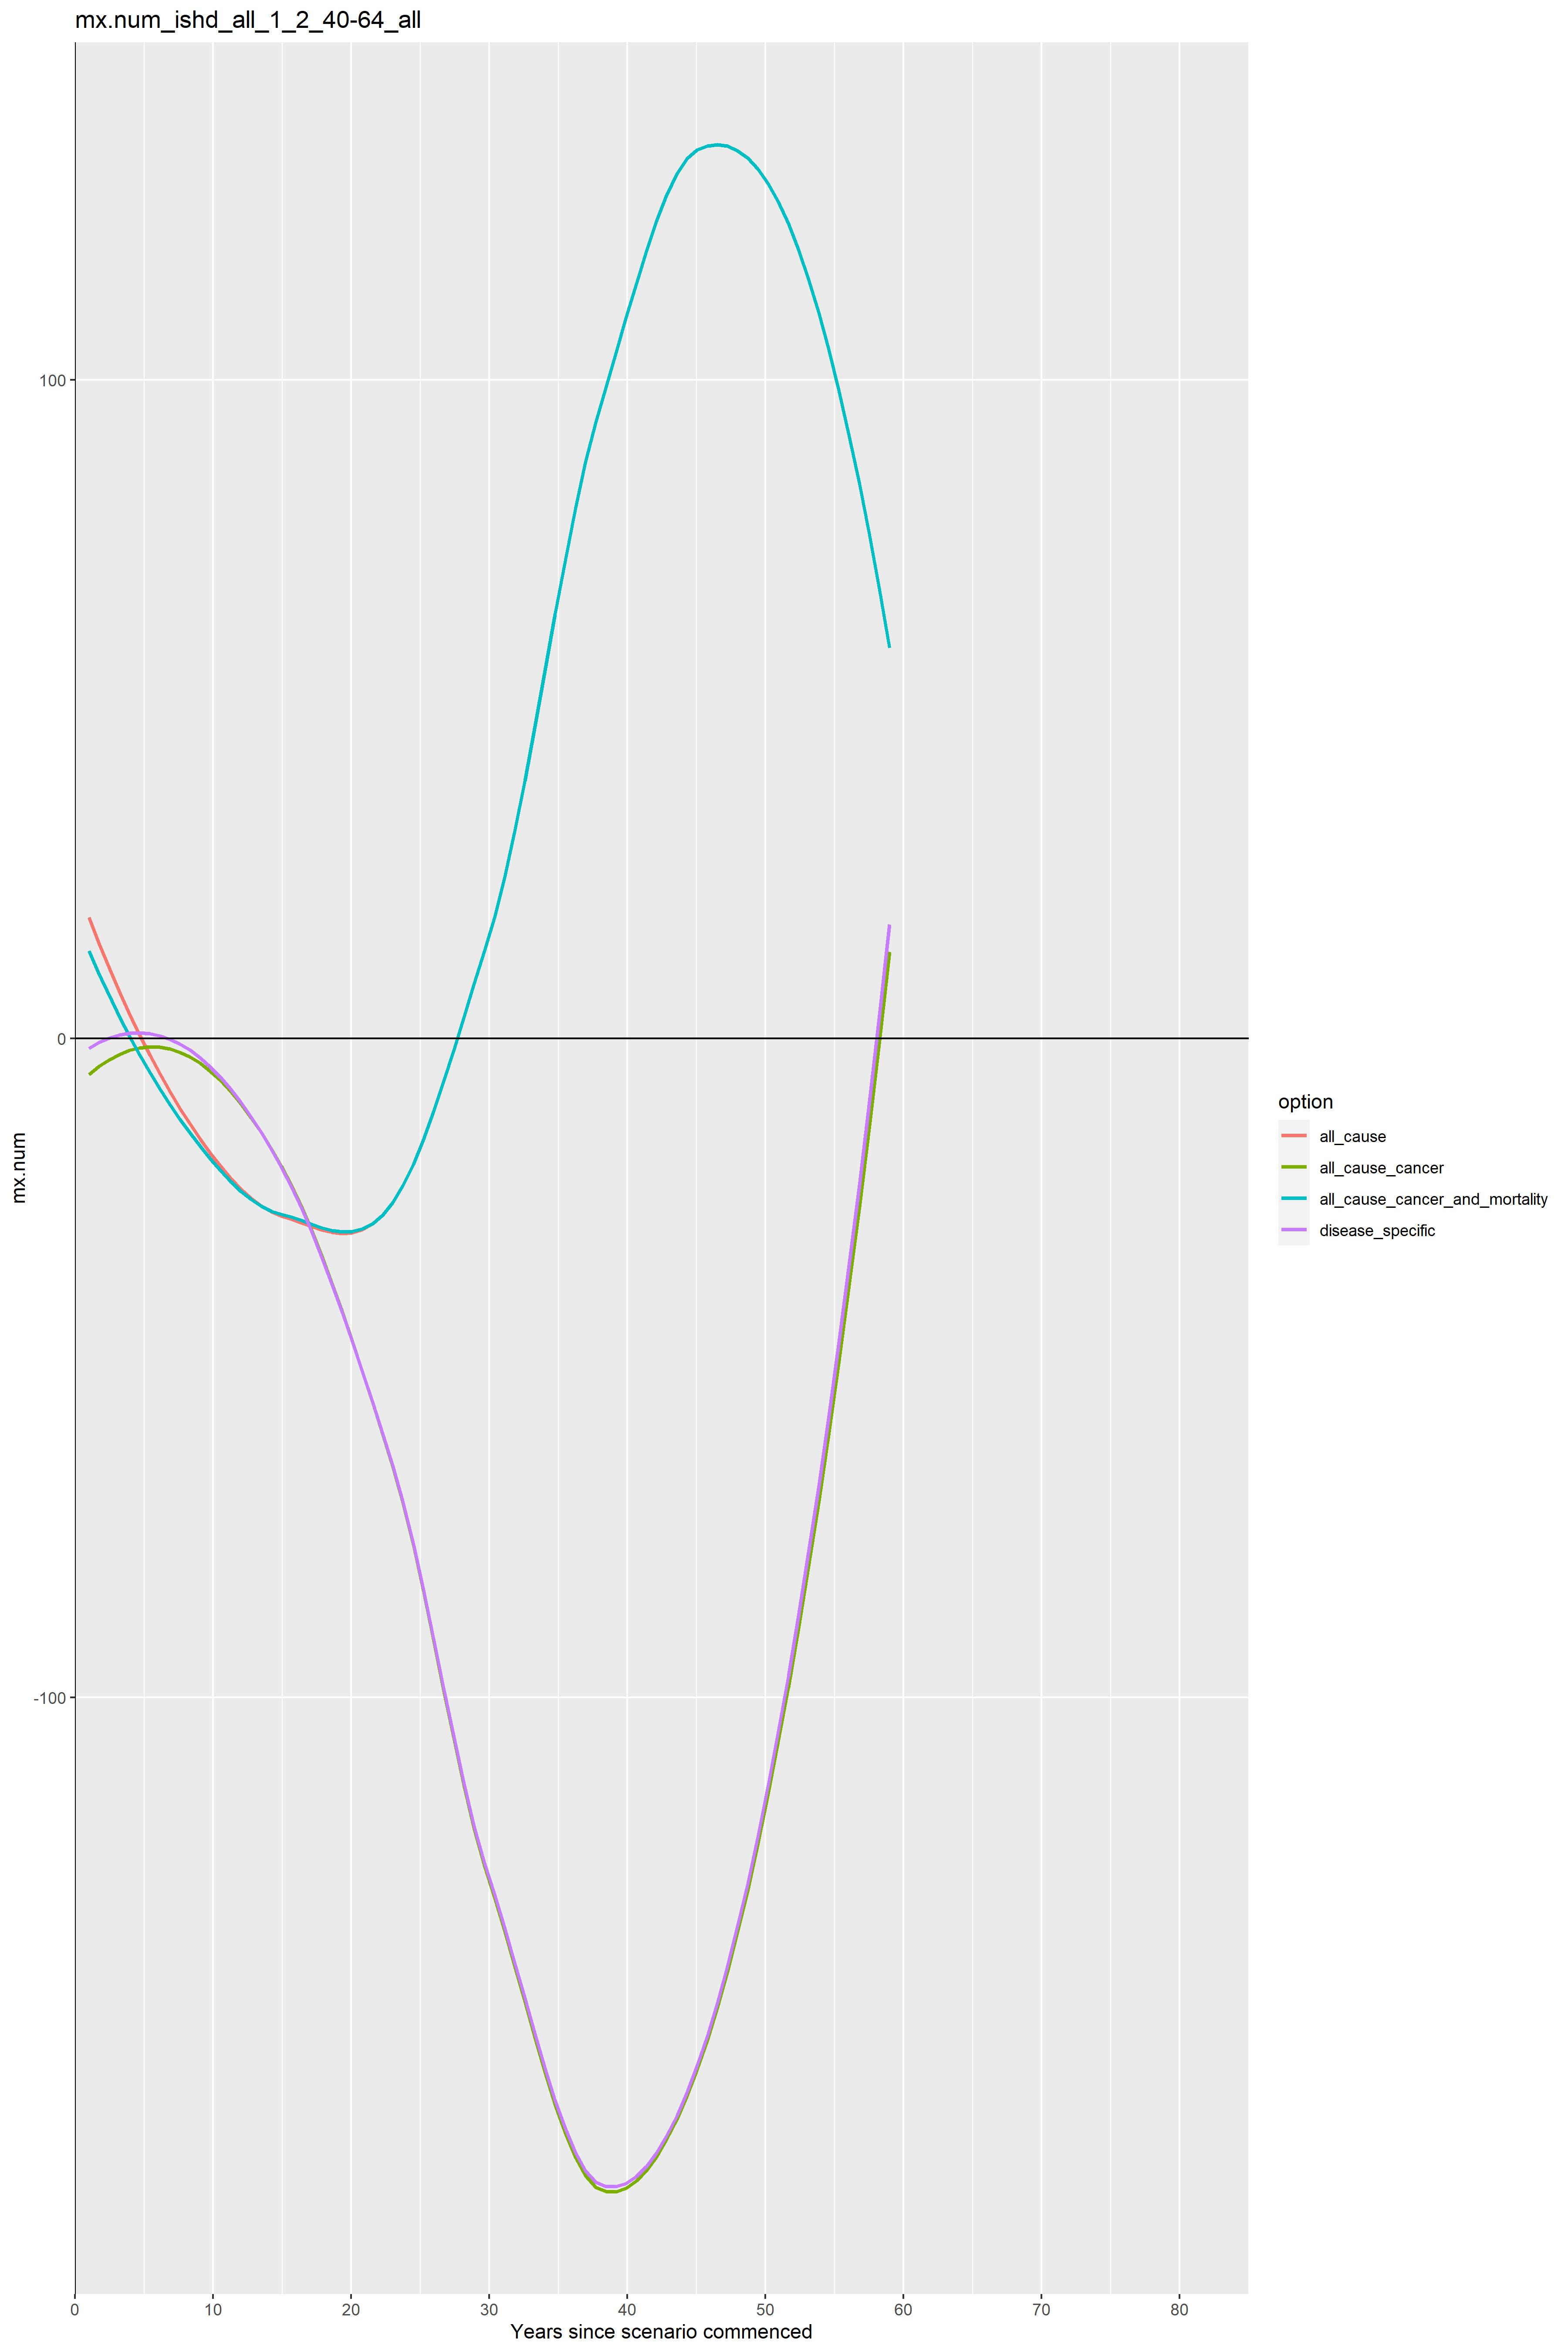 mx.num_ishd_all_1_2_40-64_all
100
0
-100
mx.num
0 10 20 30 40 50 60 70 80
Years since scenario commenced
option
all_cause
all_cause_cancer
all_cause_cancer_and_mortality
disease_specific